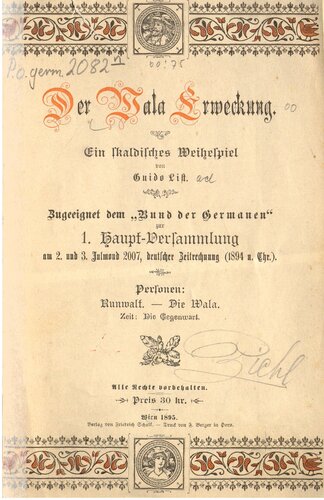 P.o. germ. 2082 n
00:75
Der Wala Erweckung.
Ein skaldisches Weihespiel
von
Guido List.
Zugeeignet dem „Bund der Germanen“
zur
1. Haupt-Versammlung
am 2. und 3. Julmond 2007, deutscher Zeitrechnung (1894 n. Chr.).
Personen:
Runwalt. — Die Wala.
Zeit: Die Gegenwart.
Alle Rechte vorbehalten.
Preis 30 kr.
Wien 1895.
Verlag von Friedrich Schalk. — Druck von F. Berger in Horn.